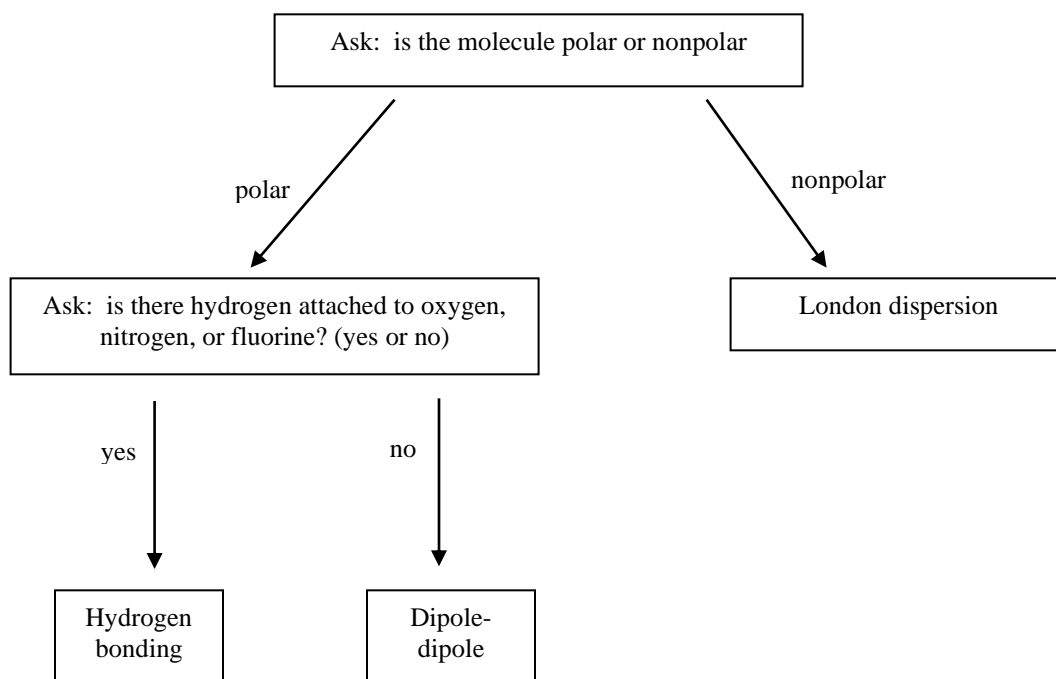 Ask: is the molecule polar or nonpolar
polar
nonpolar
Ask: is there hydrogen attached to oxygen,
nitrogen, or fluorine? (yes or no)
London dispersion
yes
no
Hydrogen
bonding
Dipole-
dipole